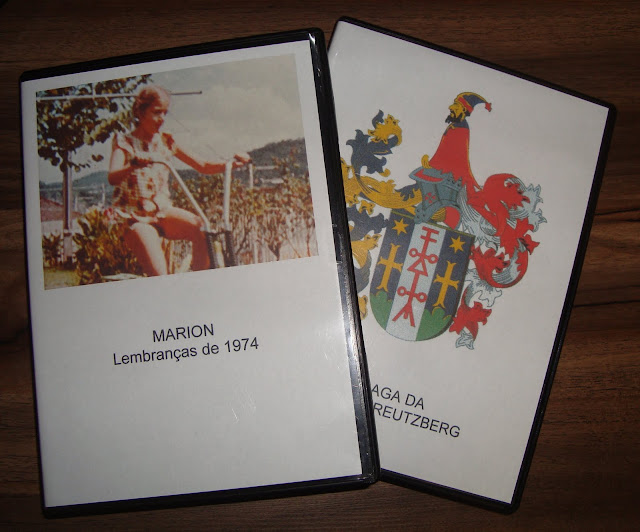 MARION
Lembranças de 1974
AGA DA
REUTZBERG